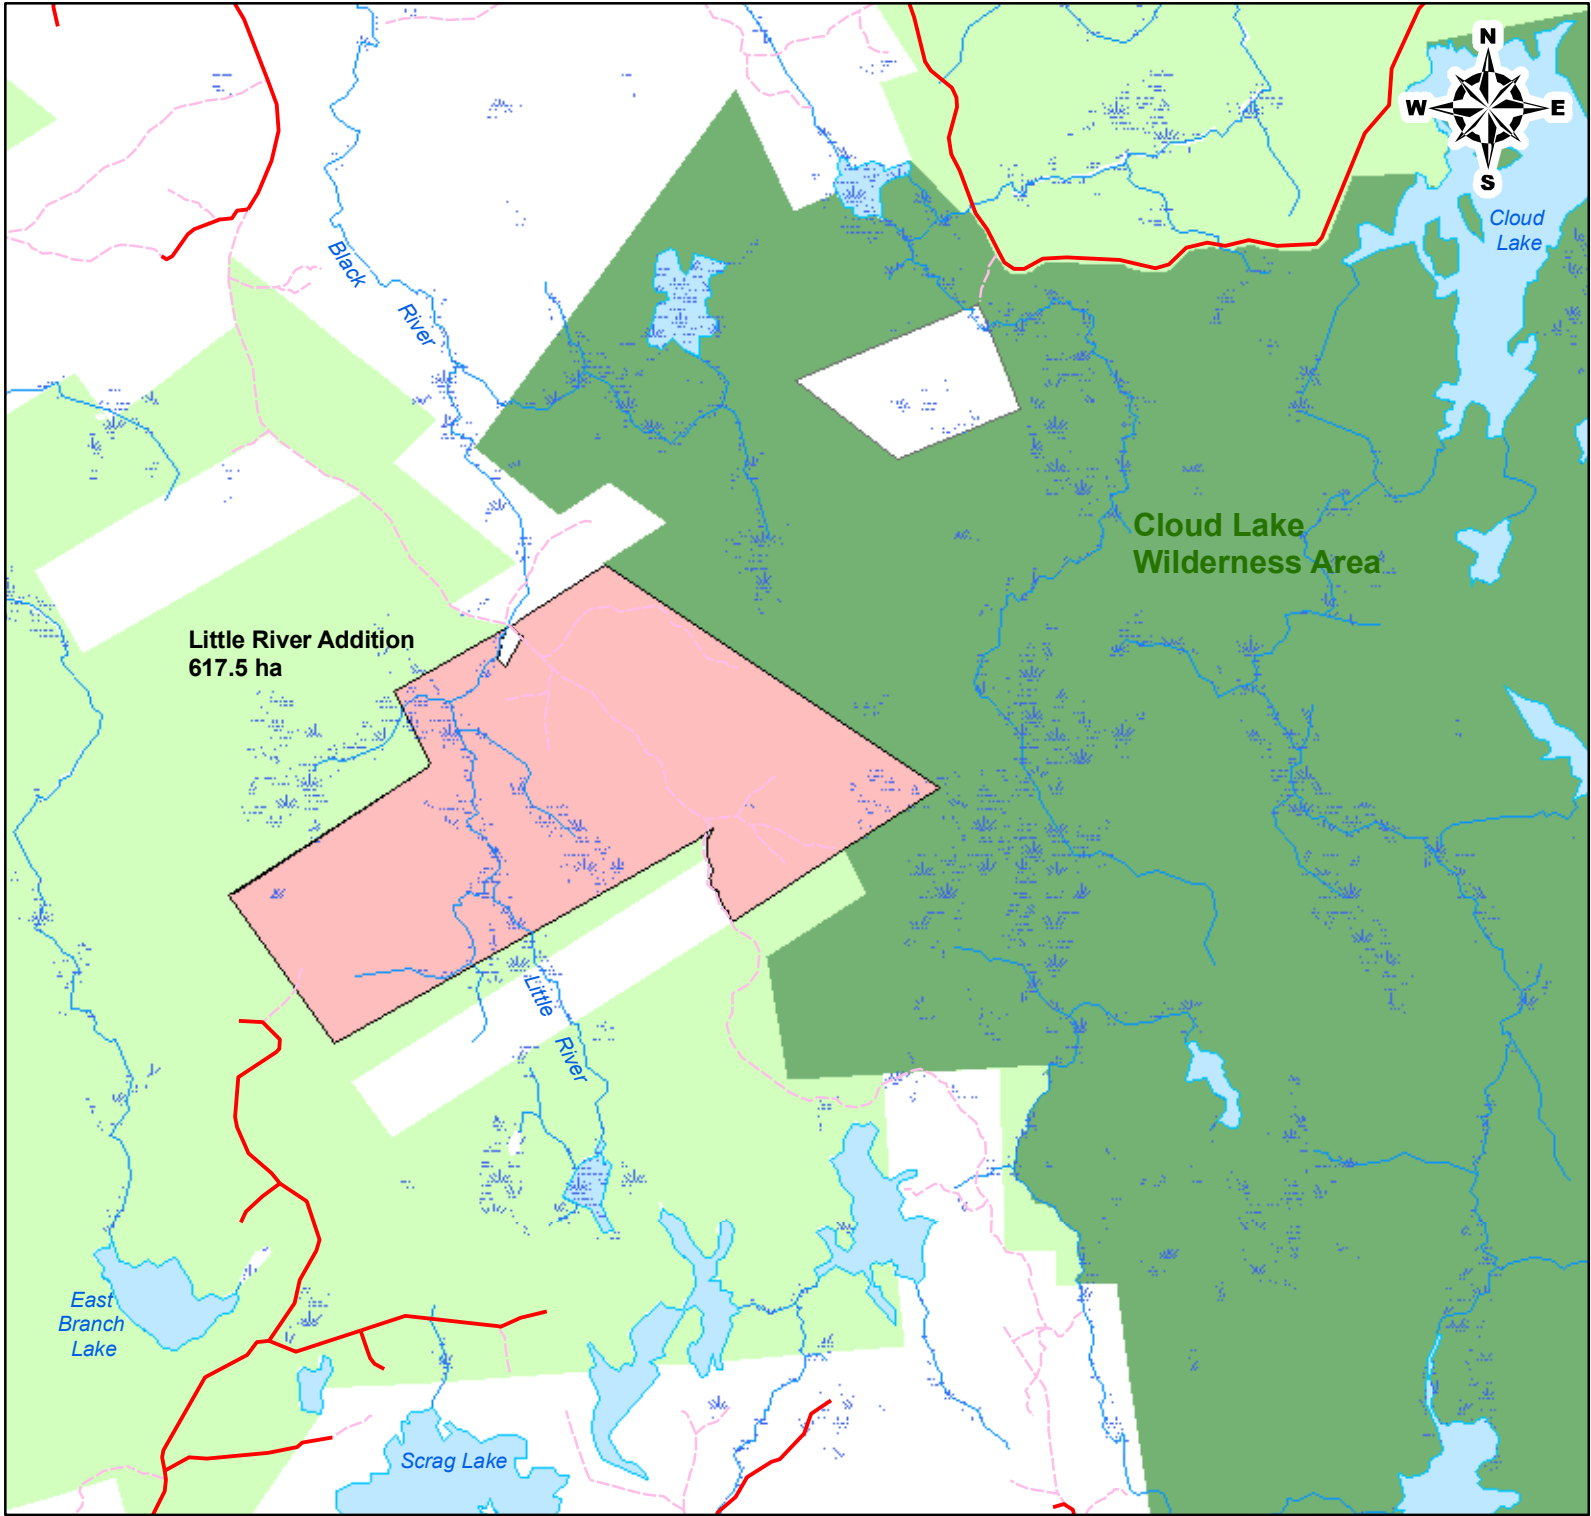 N
W E
S
Cloud
Lake
Black
River
Cloud Lake
Wilderness Area
Little River Addition
617.5 ha
Little
River
East
Branch
Lake
Scrag Lake